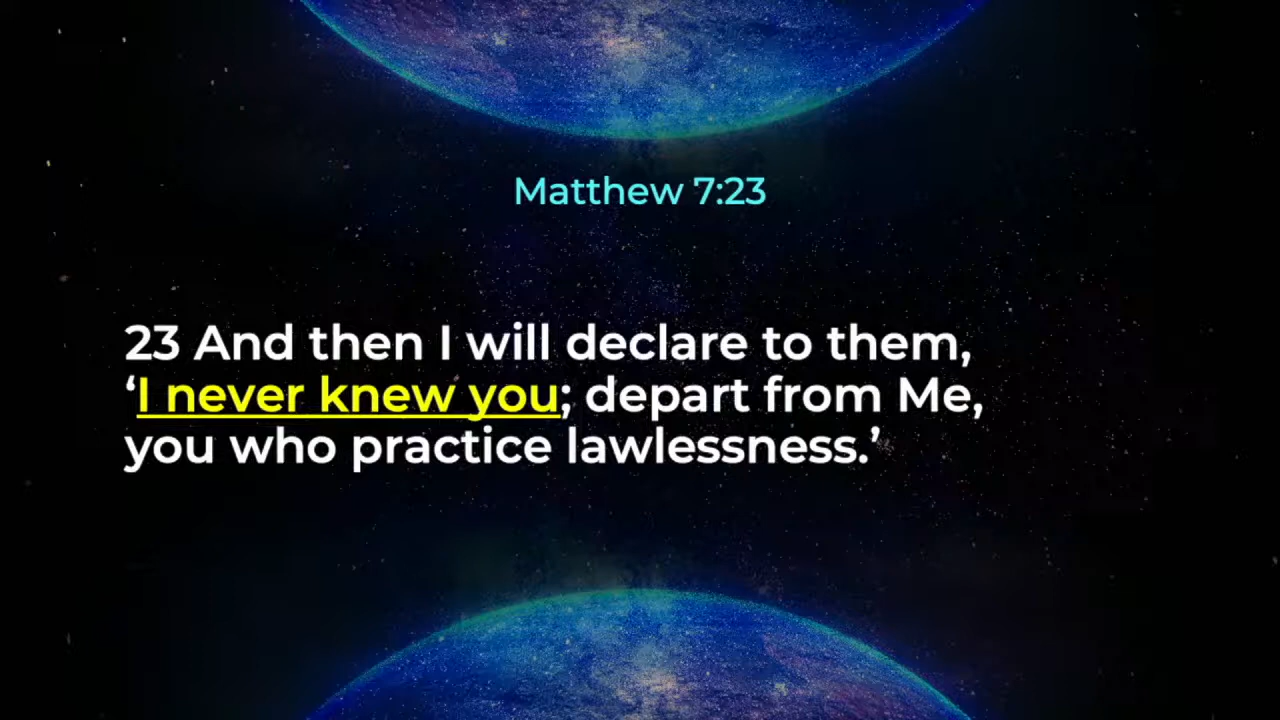 Matthew 7:23
23 And then I will declare to them,
‘I never knew you; depart from Me,
you who practice lawlessness.’